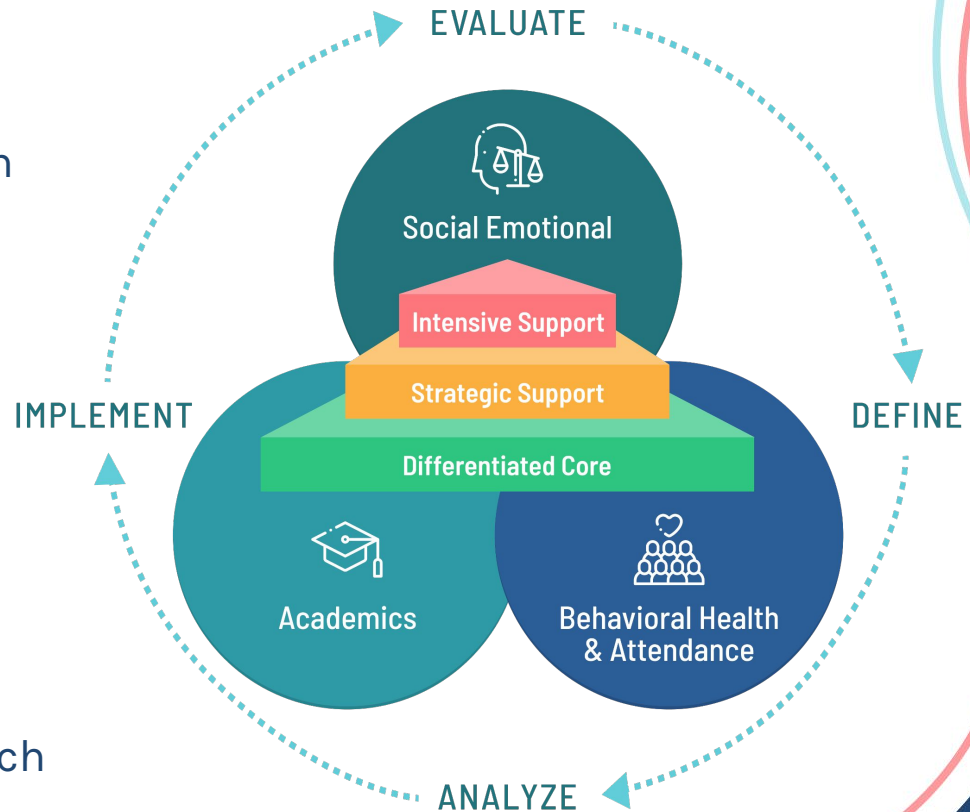 EVALUATE
Social Emotional
Intensive Support
Strategic Support
IMPLEMENT
DEFINE
Differentiated Core
Academics
Behavioral Health
& Attendance
ANALYZE